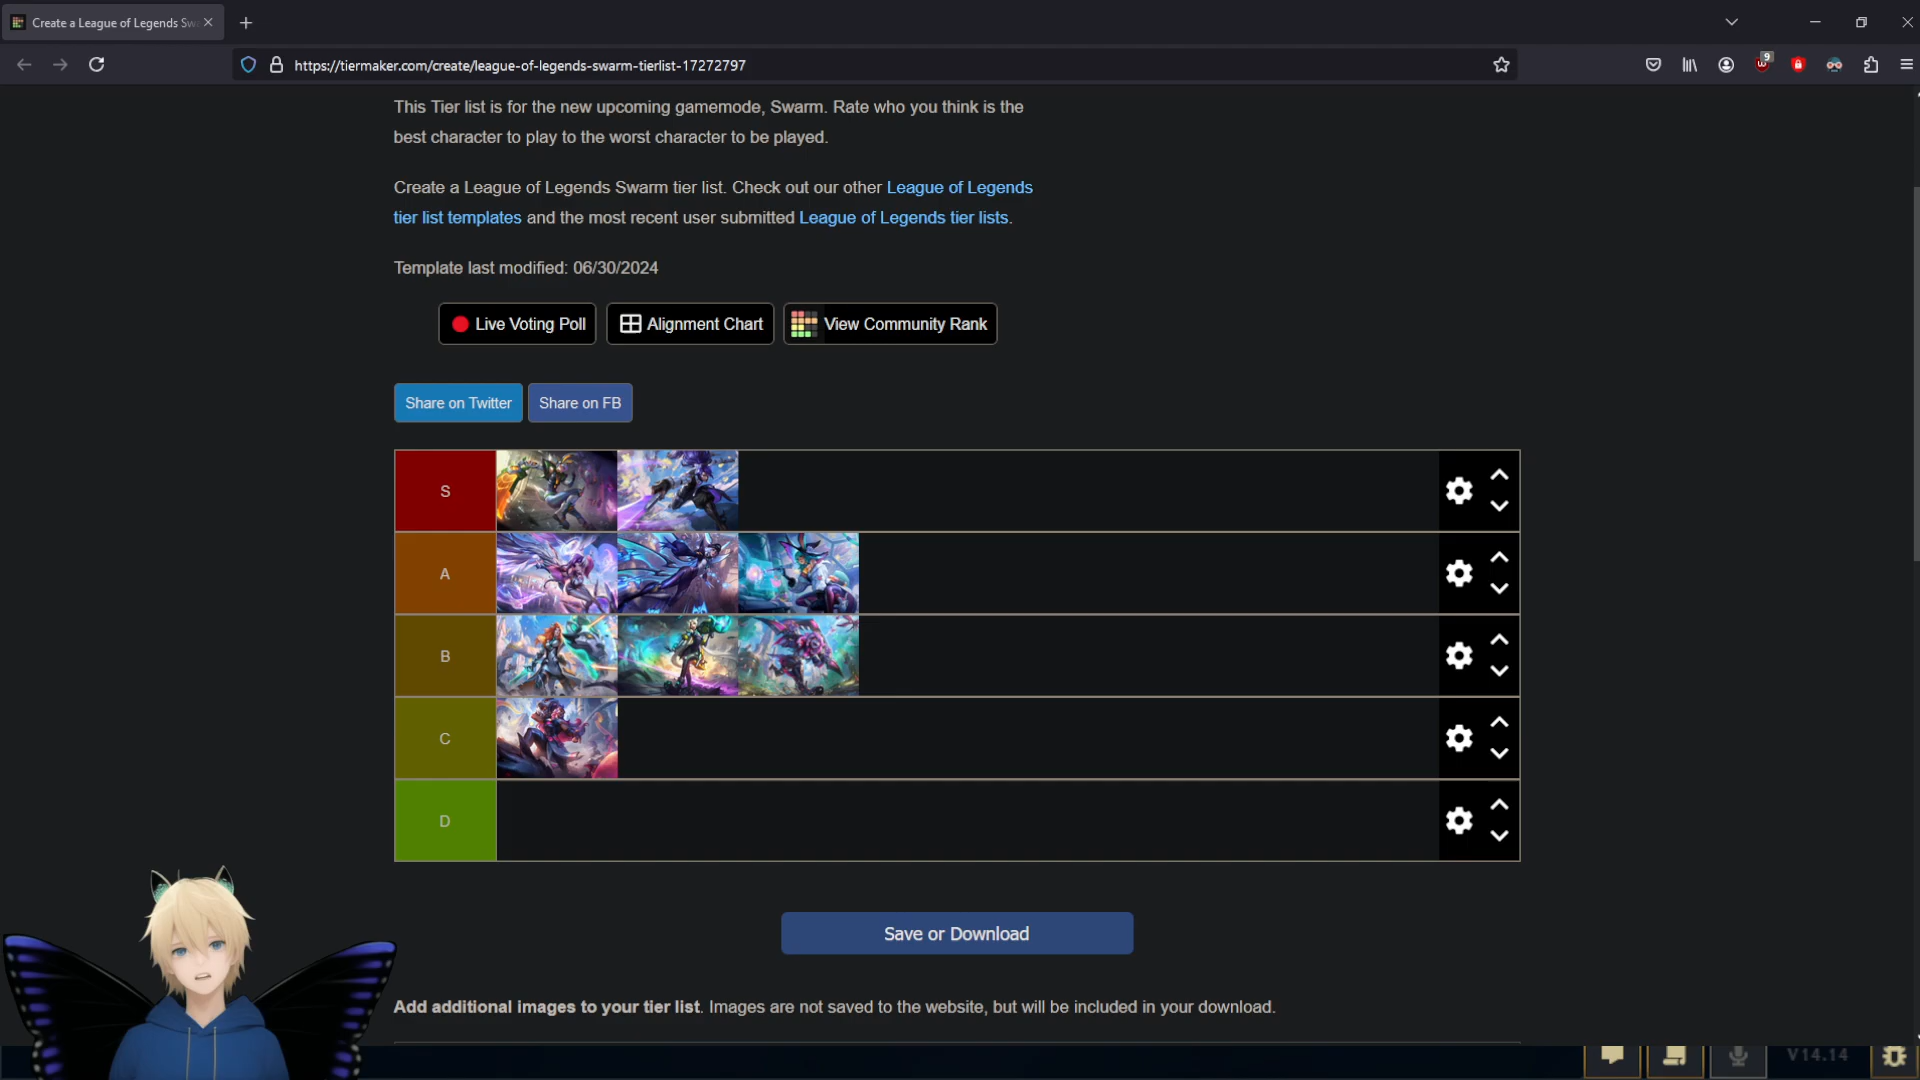 Create a League of Legends Sw
https://tiermaker.com/create/league-of-legends-swarm-tierlist-17272797
9
This Tier list is for the new upcoming gamemode, Swarm. Rate who you think is the
best character to play to the worst character to be played.
Create a League of Legends Swarm tier list. Check out our other League of Legends
tier list templates and the most recent user submitted League of Legends tier lists.
Template last modified: 06/30/2024
Live Voting Poll
Alignment Chart
View Community Rank
Share on Twitter
Share on FB
S
A
B
C
D
Save or Download
Add additional images to your tier list. Images are not saved to the website, but will be included in your download.
V14.14